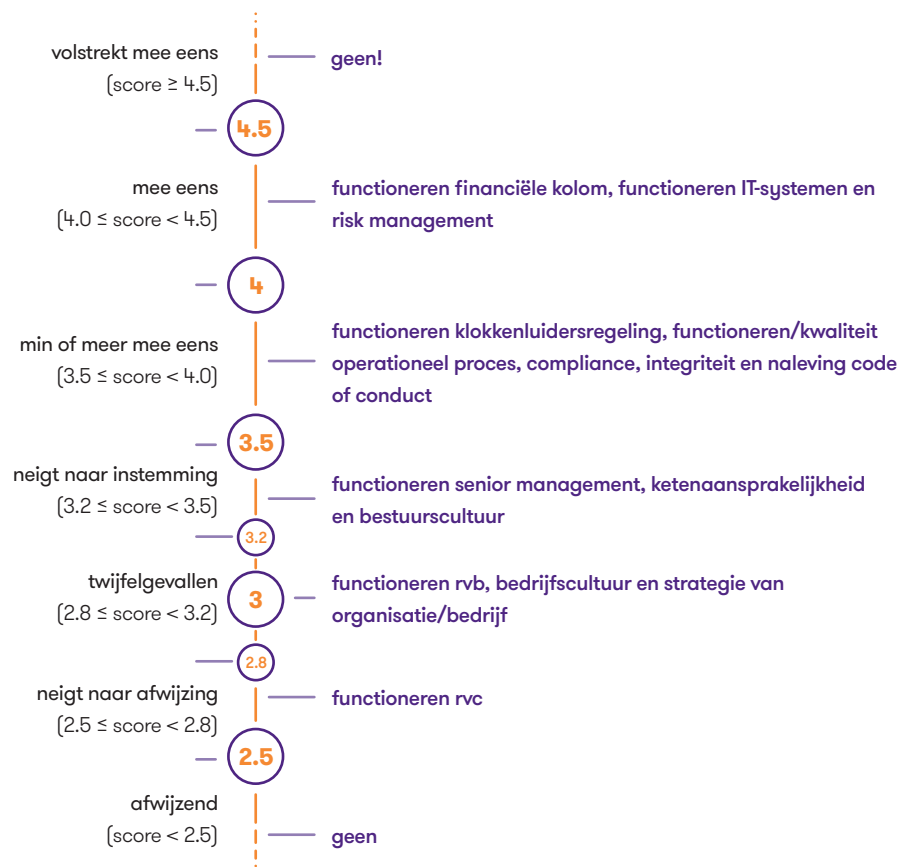 volstrekt mee eens
(score ≥ 4.5)
geen!
4.5
mee eens
(4.0 ≤ score < 4.5)
functioneren financiële kolom, functioneren IT-systemen en
risk management
4
min of meer mee eens
(3.5 ≤ score < 4.0)
functioneren klokkenluidersregeling, functioneren/kwaliteit
operationeel proces, compliance, integriteit en naleving code
of conduct
3.5
neigt naar instemming
(3.2 ≤ score < 3.5)
functioneren senior management, ketenaansprakelijkheid
en bestuurscultuur
3.2
twijfelgevallen
(2.8 ≤ score < 3.2)
3
functioneren rvb, bedrijfscultuur en strategie van
organisatie/bedrijf
2.8
neigt naar afwijzing
(2.5 ≤ score < 2.8)
functioneren rvc
2.5
afwijzend
(score < 2.5)
geen